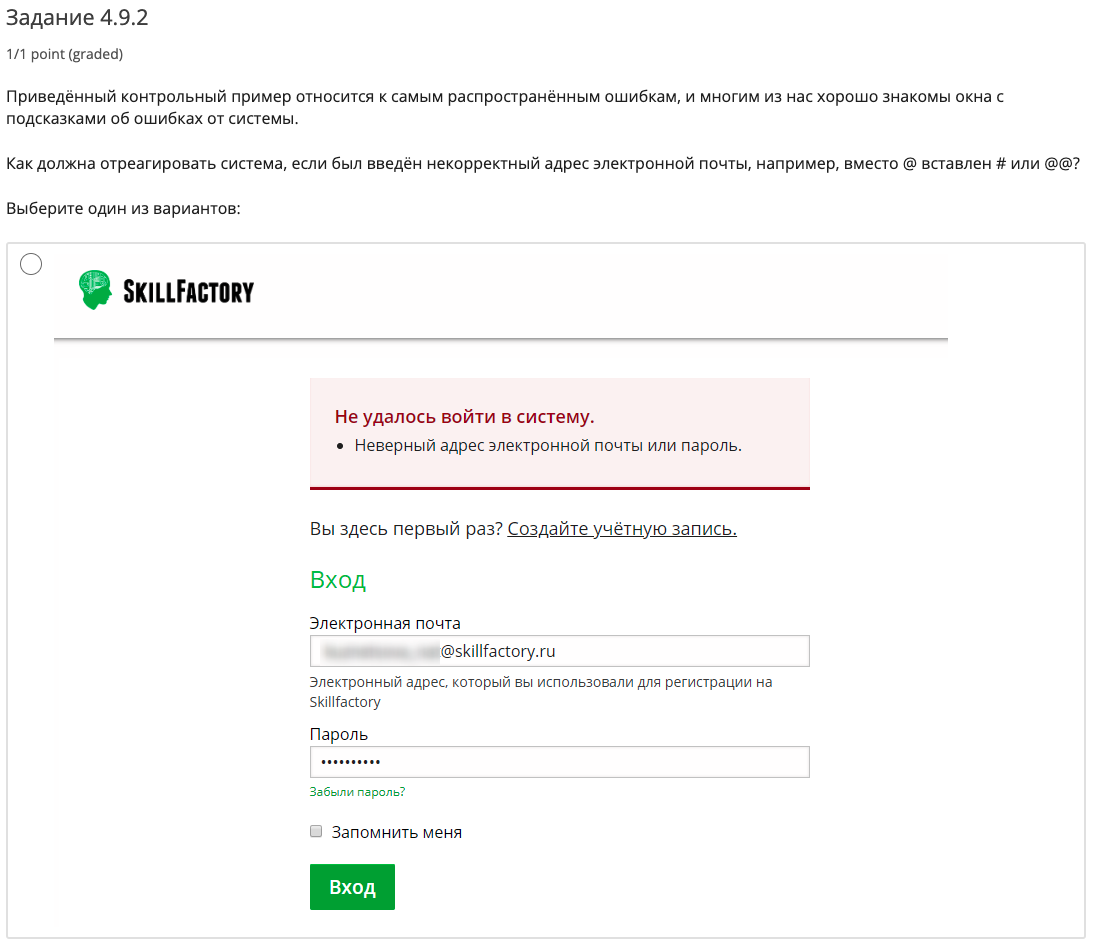 Задание 4.9.2
1/1 point (graded)
Приведённый контрольный пример относится к самым распространённым ошибкам, и многим из нас хорошо знакомы окна с
подсказками об ошибках от системы.
Как должна отреагировать система, если был введён некорректный адрес электронной почты, например, вместо @ вставлен # или @@?
Выберите один из вариантов:
SKILLFACTORY
Не удалось войти в систему.
• Неверный адрес электронной почты или пароль.
Вы здесь первый раз? Создайте учётную запись.
Вход
Электронная почта
@skillfactory.ru
Электронный адрес, который вы использовали для регистрации на
Skillfactory
Пароль
••••••••••
Забыли пароль?
Запомнить меня
Вход